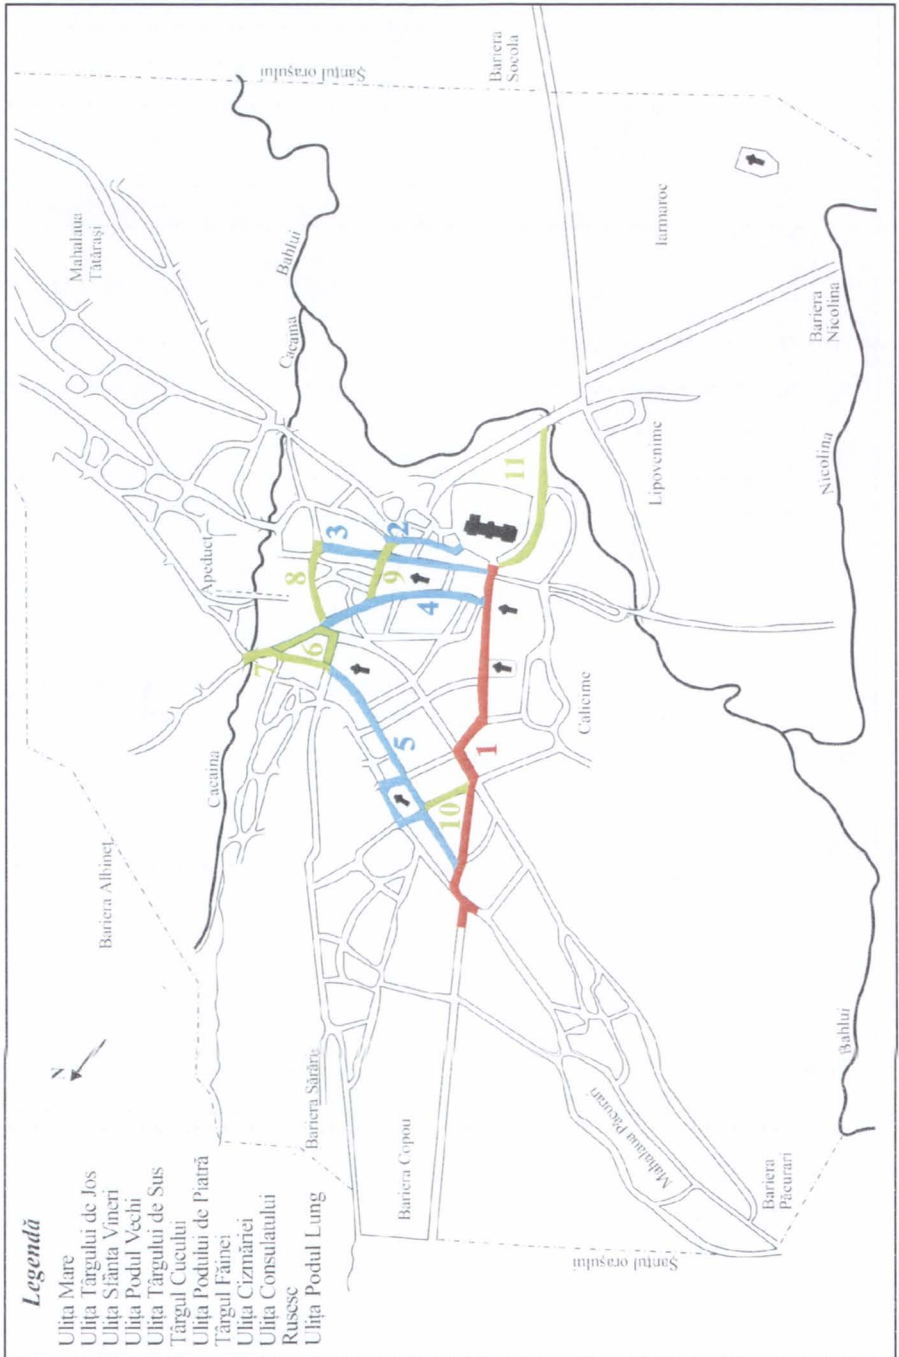 Legendă
Ulița Mare
Ulița Târgului de Jos
Ulița Sfânta Vineri
Ulița Podul Vechi
Ulița Târgului de Sus
Târgul Cucului
Ulița Podului de Piatră
Târgul Făinei
Ulița Cizmăriei
Ulița Consulatului
Rusesc
Ulița Podul Lung
N
Bariera Albineț
Mahalaua
Tătărași
Șanțul orașului
Bariera
Socola
Cacaina
Apeduct
Cacaina
Bahlui
Iarmaroc
Bariera Sărăru
Bariera Copou
7
6
8
3
9
2
4
5
10
1
11
Lipovenime
Bariera
Nicolina
Calicime
Nicolina
Mahalaua Păcurari
Bariera
Păcurari
Bahlui
Șanțul orașului